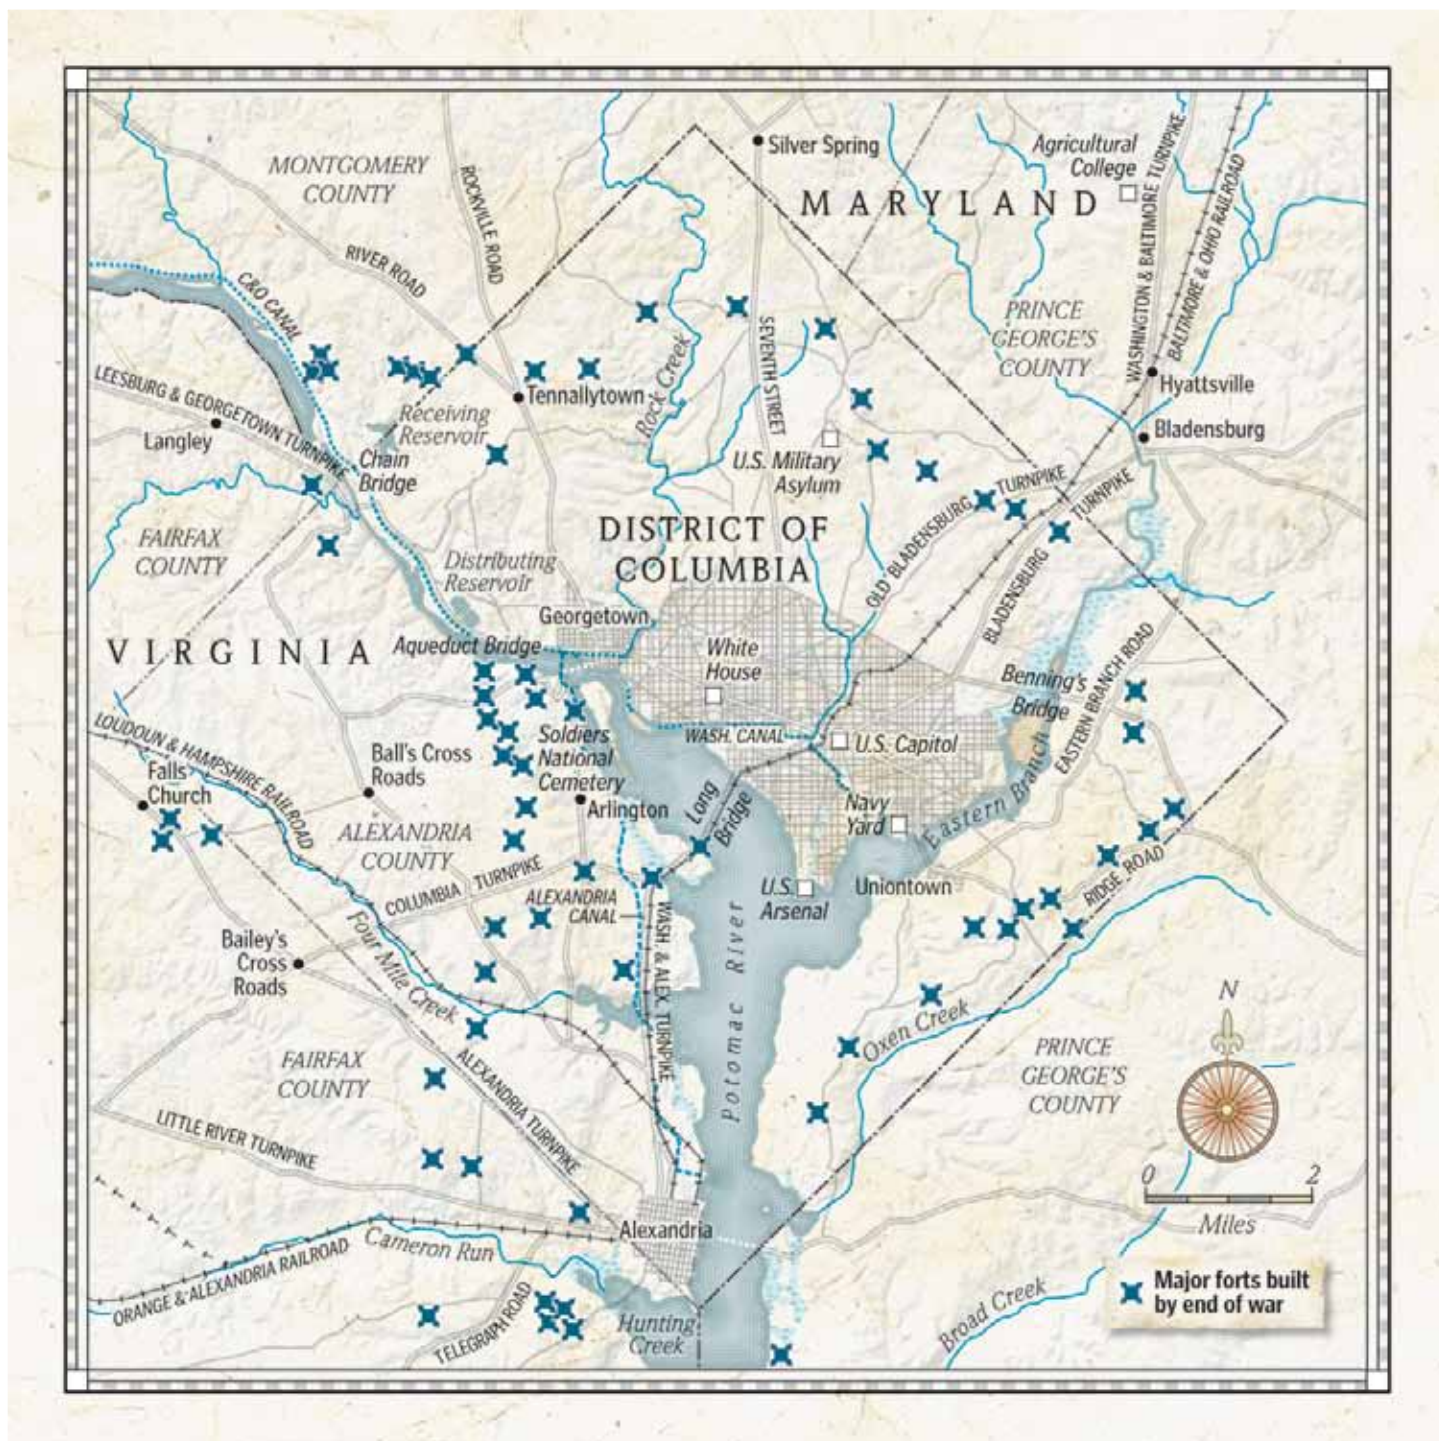 Silver Spring
Agricultural
College
MONTGOMERY
COUNTY
MARYLAND
ROCKVILLE ROAD
WASHINGTON & BALTIMORE TURNPIKE
BALTIMORE & OHIO RAILROAD
RIVER ROAD
C&O CANAL
PRINCE
GEORGE'S
COUNTY
SEVENTH STREET
Rock Creek
LEESBURG & GEORGETOWN TURNPIKE
Hyattsville
Tennallytown
Receiving
Reservoir
Langley
Bladensburg
Chain
Bridge
U.S. Military
Asylum
OLD BLADENSBURG TURNPIKE
BLADENSBURG TURNPIKE
DISTRICT OF
COLUMBIA
FAIRFAX
COUNTY
Distributing
Reservoir
Georgetown
VIRGINIA
Aqueduct Bridge
White
House
Benning's
Bridge
EASTERN BRANCH ROAD
LOUDOUN & HAMPSHIRE RAILROAD
WASH. CANAL
U.S. Capitol
Soldiers
National
Cemetery
Ball's Cross
Roads
Falls
Church
Arlington
Long
Bridge
Navy
Yard
Eastern Branch
ALEXANDRIA
COUNTY
COLUMBIA TURNPIKE
RIDGE ROAD
U.S.
Arsenal
Uniontown
ALEXANDRIA
CANAL
WASH. & ALEX. TURNPIKE
Potomac River
Bailey's
Cross
Roads
Four Mile Creek
N
Oxen Creek
FAIRFAX
COUNTY
PRINCE
GEORGE'S
COUNTY
ALEXANDRIA TURNPIKE
LITTLE RIVER TURNPIKE
0 2
Miles
Alexandria
Cameron Run
ORANGE & ALEXANDRIA RAILROAD
TELEGRAPH ROAD
Hunting
Creek
Broad Creek
Major forts built
by end of war